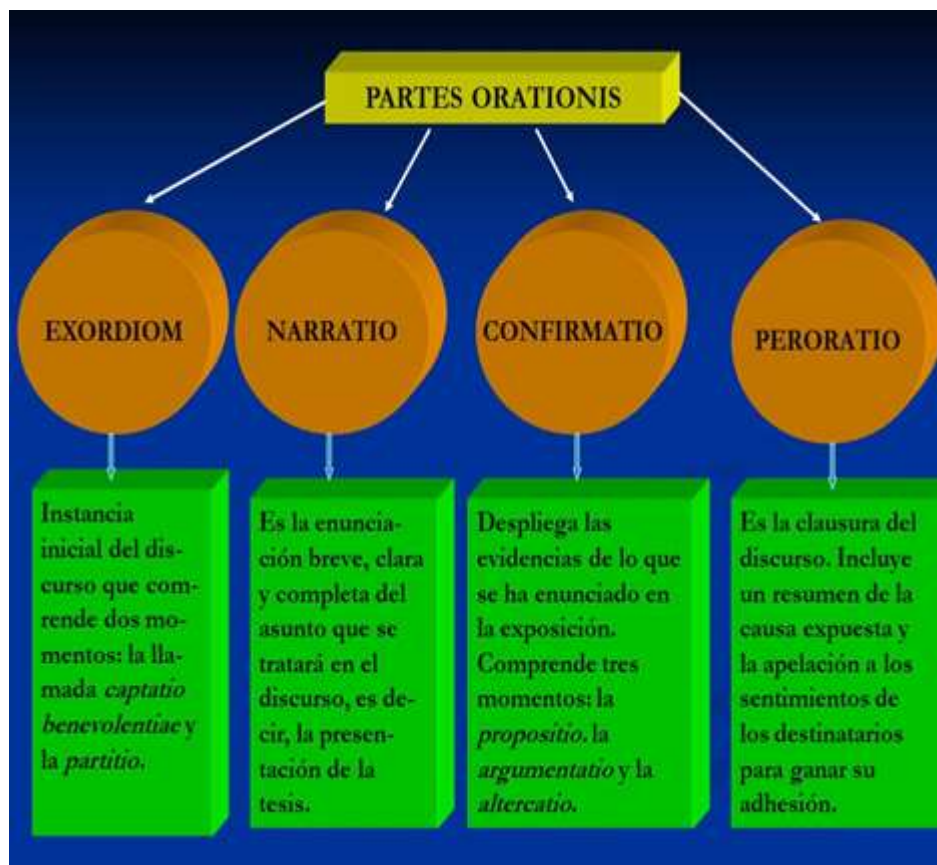 PARTES ORATIONIS
EXORDIOM
NARRATIO
CONFIRMATIO
PERORATIO
Instancia
inicial del dis-
curso que com-
rende dos mo-
mentos: la lla-
mada captatio
benevolentiae y
la partitio.
Es la enuncia-
ción breve, clara
y completa del
asunto que se
tratará en el
discurso, es de-
cir, la presen-
tación de la
tesis.
Despliega las
evidencias de lo que
se ha enunciado en
la exposición.
Comprende tres
momentos: la
propositio. la
argumentatio y la
altercatio.
Es la clausura del
discurso. Incluye
un resumen de la
causa expuesta y
la apelación a los
sentimientos de
los destinatarios
para ganar su
adhesión.